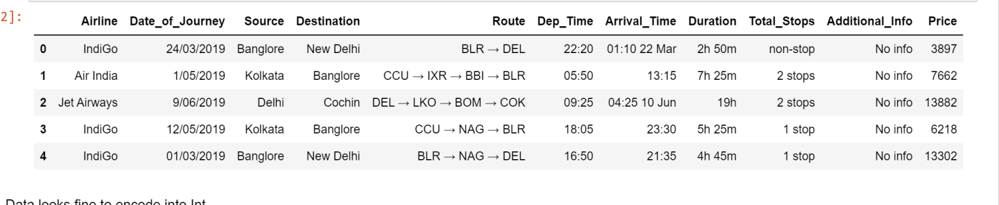 2]:
Airline Date_of_Journey Source Destination Route Dep_Time Arrival_Time Duration Total_Stops Additional_Info Price
0 IndiGo 24/03/2019 Banglore New Delhi BLR → DEL 22:20 01:10 22 Mar 2h 50m non-stop No info 3897
1 Air India 1/05/2019 Kolkata Banglore CCU → IXR → BBI → BLR 05:50 13:15 7h 25m 2 stops No info 7662
2 Jet Airways 9/06/2019 Delhi Cochin DEL → LKO → BOM → COK 09:25 04:25 10 Jun 19h 2 stops No info 13882
3 IndiGo 12/05/2019 Kolkata Banglore CCU → NAG → BLR 18:05 23:30 5h 25m 1 stop No info 6218
4 IndiGo 01/03/2019 Banglore New Delhi BLR → NAG → DEL 16:50 21:35 4h 45m 1 stop No info 13302
Data looks fine to encode into Int